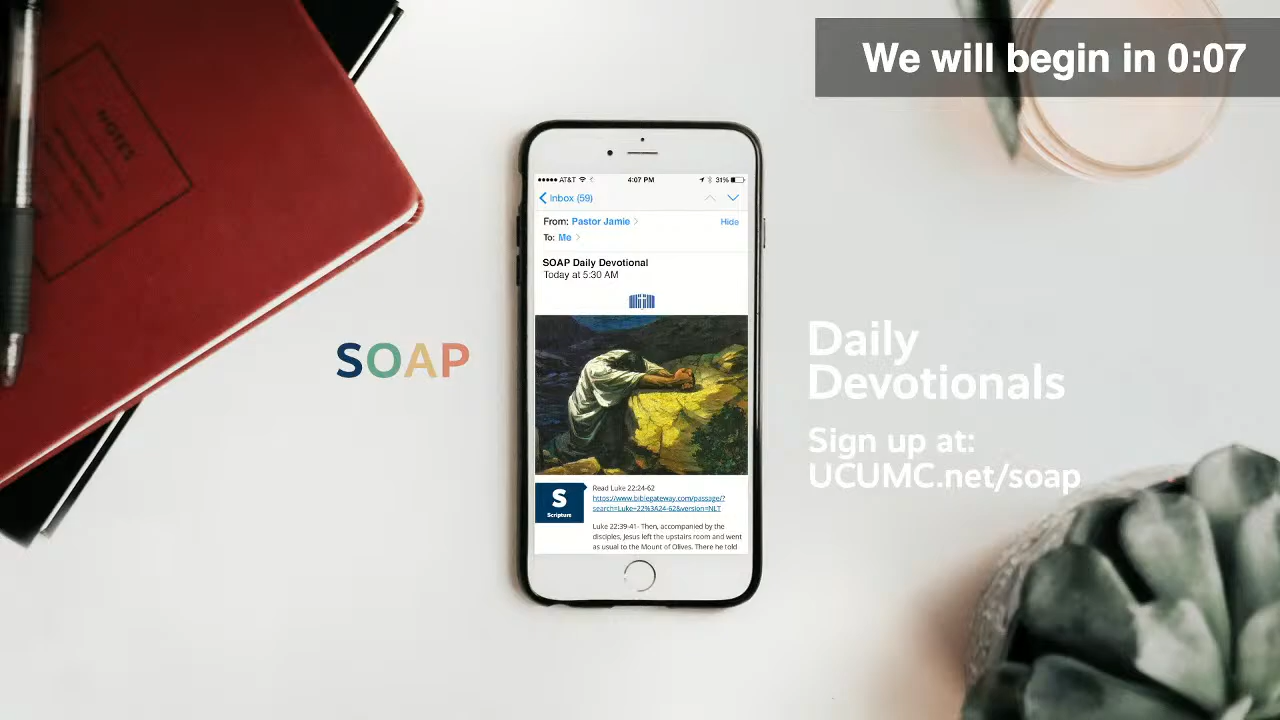 We will begin in 0:07
NOTES
AT&T
4:07 PM
31%
Inbox (59)
From: Pastor Jamie
Hide
To: Me
SOAP Daily Devotional
Today at 5:30 AM
SOAP
Daily
Devotionals
Sign up at:
UCUMC.net/soap
S
Scripture
Read Luke 22:24-62
https://www.biblegateway.com/passage/?
search=Luke+22%3A24-62&version=NLT
Luke 22:39-41- Then, accompanied by the
disciples, Jesus left the upstairs room and went
as usual to the Mount of Olives. There he told